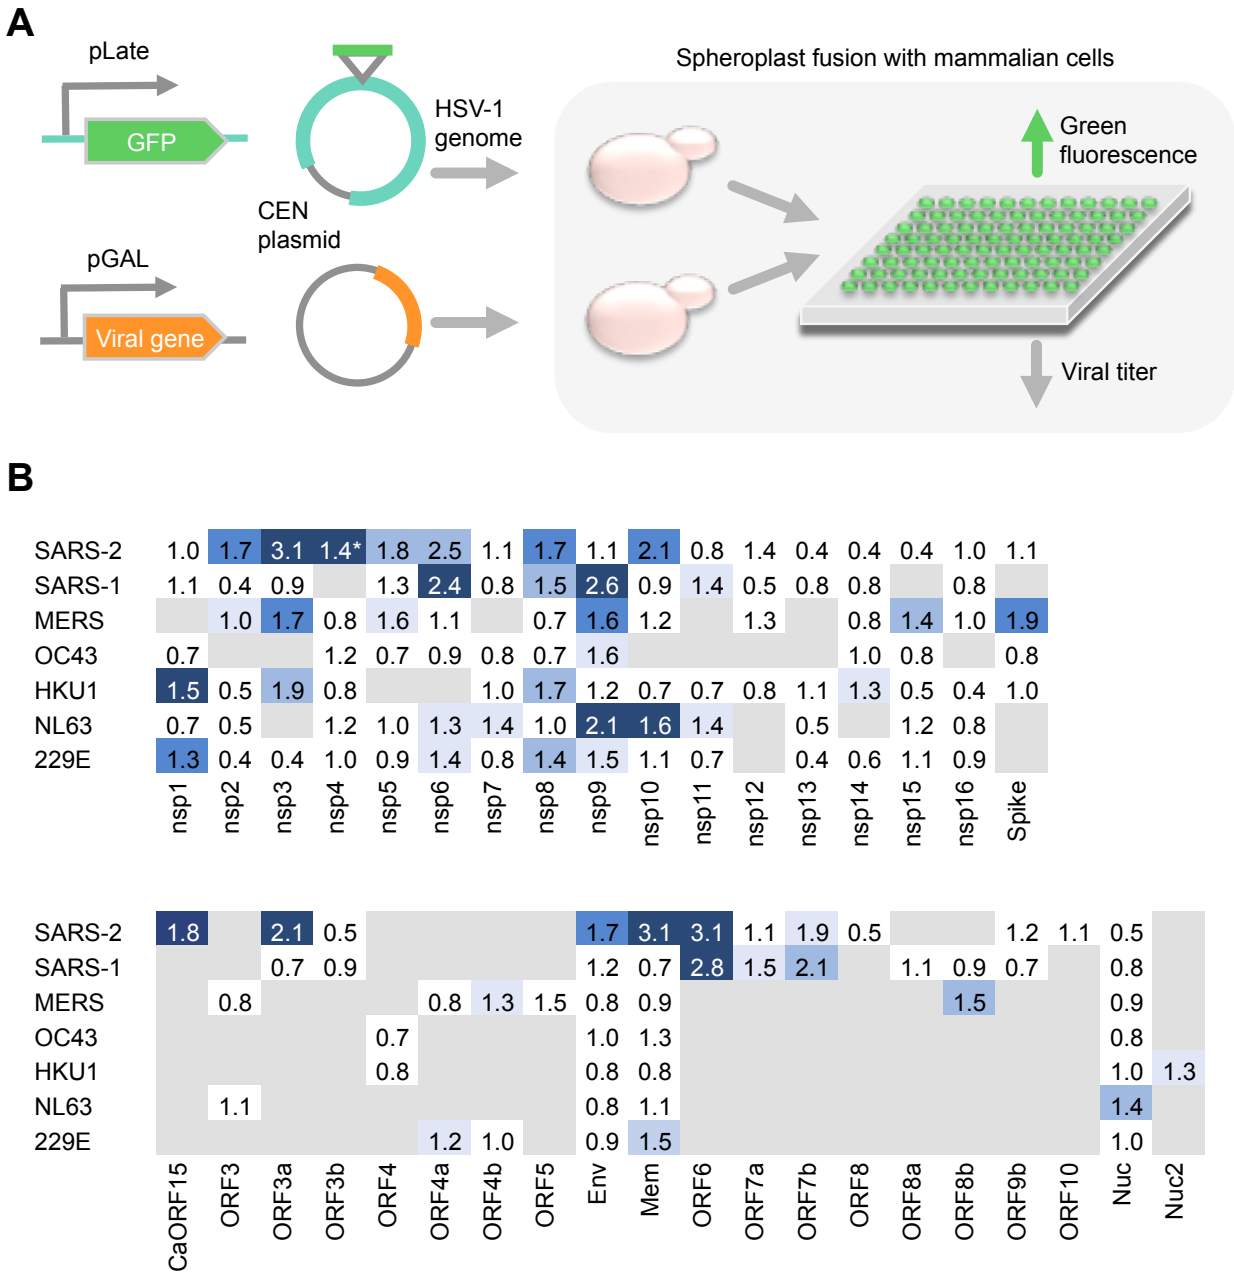 A
pLate
GFP
HSV-1
genome
CEN
plasmid
pGAL
Viral gene
Spheroplast fusion with mammalian cells
Green
fluorescence
Viral titer
B
SARS-2 1.0 1.7 3.1 1.4* 1.8 2.5 1.1 1.7 1.1 2.1 0.8 1.4 0.4 0.4 0.4 1.0 1.1
SARS-1 1.1 0.4 0.9 1.3 2.4 0.8 1.5 2.6 0.9 1.4 0.5 0.8 0.8 0.8
MERS 1.0 1.7 0.8 1.6 1.1 0.7 1.6 1.2 1.3 0.8 1.4 1.0 1.9
OC43 0.7 1.2 0.7 0.9 0.8 0.7 1.6 1.0 0.8 0.8
HKU1 1.5 0.5 1.9 0.8 1.0 1.7 1.2 0.7 0.7 0.8 1.1 1.3 0.5 0.4 1.0
NL63 0.7 0.5 1.2 1.0 1.3 1.4 1.0 2.1 1.6 1.4 0.5 1.2 0.8
229E 1.3 0.4 0.4 1.0 0.9 1.4 0.8 1.4 1.5 1.1 0.7 0.4 0.6 1.1 0.9
nsp1 nsp2 nsp3 nsp4 nsp5 nsp6 nsp7 nsp8 nsp9 nsp10 nsp11 nsp12 nsp13 nsp14 nsp15 nsp16 Spike
SARS-2 1.8 2.1 0.5 1.7 3.1 3.1 1.1 1.9 0.5 1.2 1.1 0.5
SARS-1 0.7 0.9 1.2 0.7 2.8 1.5 2.1 1.1 0.9 0.7 0.8
MERS 0.8 0.8 1.3 1.5 0.8 0.9 1.5 0.9
OC43 0.7 1.0 1.3 0.8
HKU1 0.8 0.8 0.8 1.0 1.3
NL63 1.1 0.8 1.1 1.4
229E 1.2 1.0 0.9 1.5 1.0
CaORF15 ORF3 ORF3a ORF3b ORF4 ORF4a ORF4b ORF5 Env Mem ORF6 ORF7a ORF7b ORF8 ORF8a ORF8b ORF9b ORF10 Nuc Nuc2